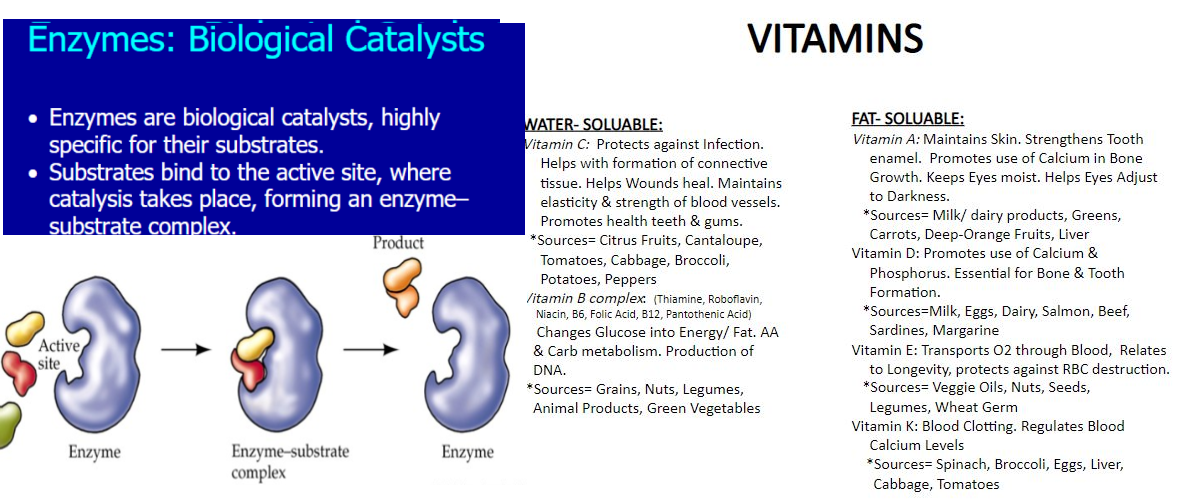 Enzymes: Biological Catalysts
• Enzymes are biological catalysts, highly
specific for their substrates.
• Substrates bind to the active site, where
catalysis takes place, forming an enzyme–
substrate complex.
Product
Active
site
Enzyme
Enzyme–substrate
complex
Enzyme
VITAMINS
WATER- SOLUABLE:
Vitamin C: Protects against Infection.
Helps with formation of connective
tissue. Helps Wounds heal. Maintains
elasticity & strength of blood vessels.
Promotes health teeth & gums.
*Sources= Citrus Fruits, Cantaloupe,
Tomatoes, Cabbage, Broccoli,
Potatoes, Peppers
Vitamin B complex: (Thiamine, Roboflavin,
Niacin, B6, Folic Acid, B12, Pantothenic Acid)
Changes Glucose into Energy/ Fat. AA
& Carb metabolism. Production of
DNA.
*Sources= Grains, Nuts, Legumes,
Animal Products, Green Vegetables
FAT- SOLUABLE:
Vitamin A: Maintains Skin. Strengthens Tooth
enamel. Promotes use of Calcium in Bone
Growth. Keeps Eyes moist. Helps Eyes Adjust
to Darkness.
*Sources= Milk/ dairy products, Greens,
Carrots, Deep-Orange Fruits, Liver
Vitamin D: Promotes use of Calcium &
Phosphorus. Essential for Bone & Tooth
Formation.
*Sources=Milk, Eggs, Dairy, Salmon, Beef,
Sardines, Margarine
Vitamin E: Transports O2 through Blood, Relates
to Longevity, protects against RBC destruction.
*Sources= Veggie Oils, Nuts, Seeds,
Legumes, Wheat Germ
Vitamin K: Blood Clotting. Regulates Blood
Calcium Levels
*Sources= Spinach, Broccoli, Eggs, Liver,
Cabbage, Tomatoes